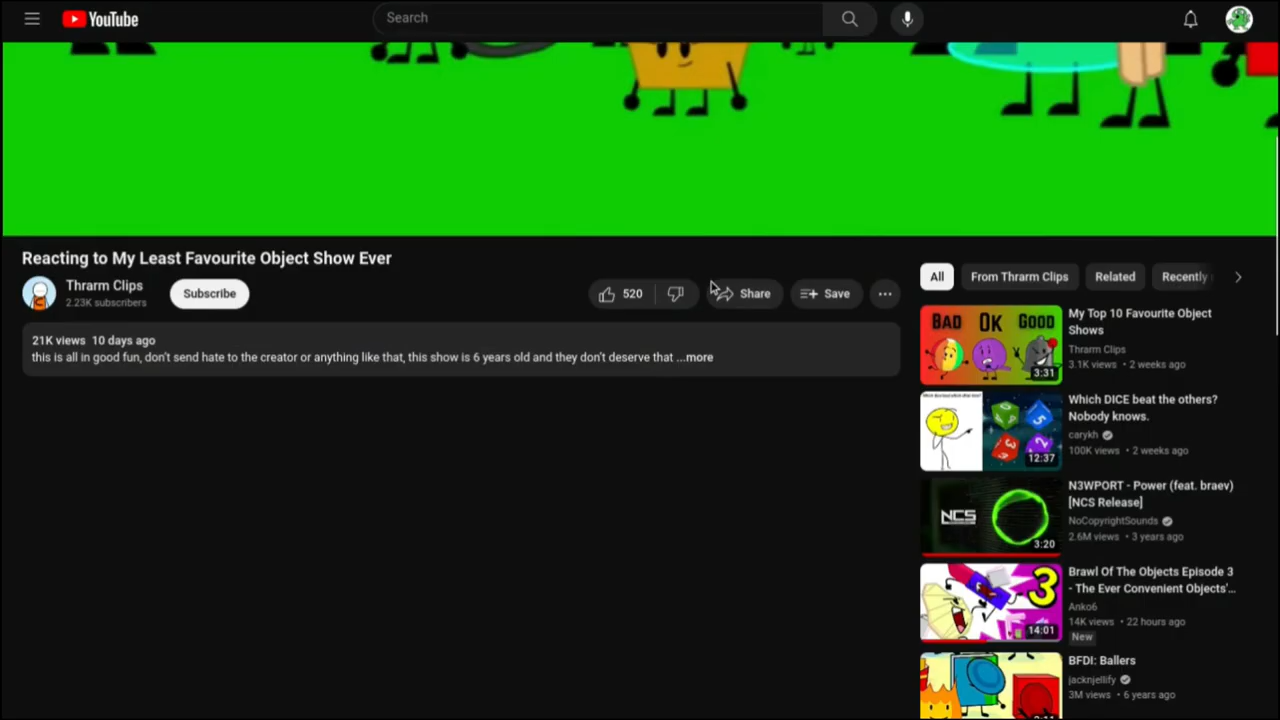 YouTube
Search
Reacting to My Least Favourite Object Show Ever
Thrarm Clips
2.23K subscribers
Subscribe
520
Share
Save
21K views 10 days ago
this is all in good fun, don't send hate to the creator or anything like that, this show is 6 years old and they don't deserve that ...more
All
From Thrarm Clips
Related
Recently
BAD OK GOOD
3:31
My Top 10 Favourite Object
Shows
Thrarm Clips
3.1K views • 2 weeks ago
12:37
Which DICE beat the others?
Nobody knows.
carykh
100K views • 2 weeks ago
NCS
3:20
N3WPORT - Power (feat. braev)
[NCS Release]
NoCopyrightSounds
2.6M views • 3 years ago
3
14:01
Brawl Of The Objects Episode 3
- The Ever Convenient Objects'...
Anko6
14K views • 22 hours ago
New
BFDI: Ballers
jacknjellify
3M views • 6 years ago